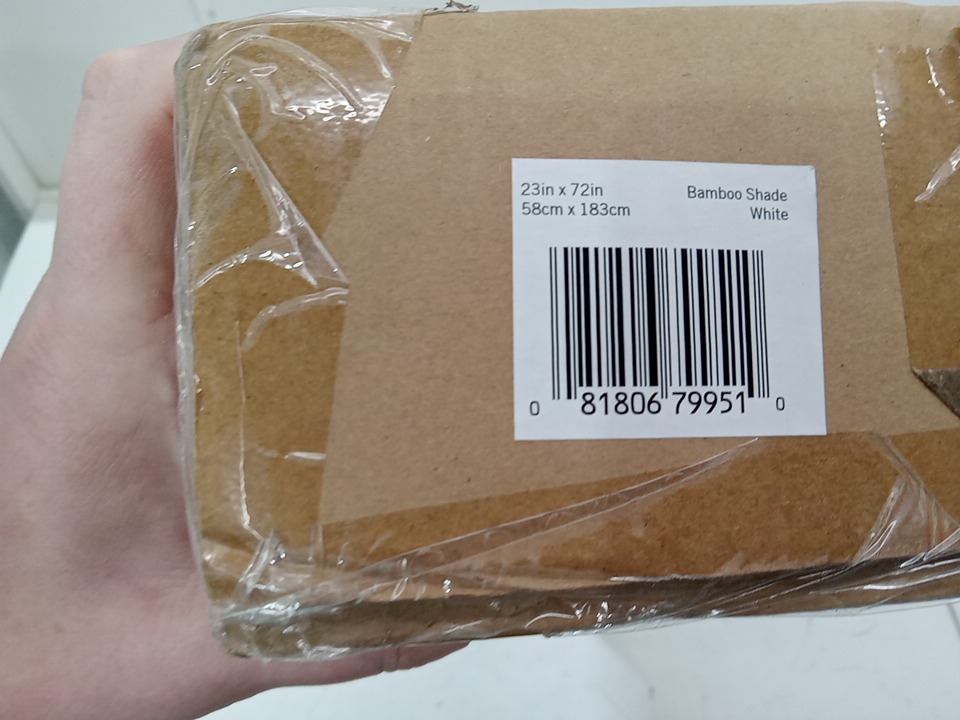 23in x 72in
58cm x 183cm
Bamboo Shade
White
0 81806 79951 0